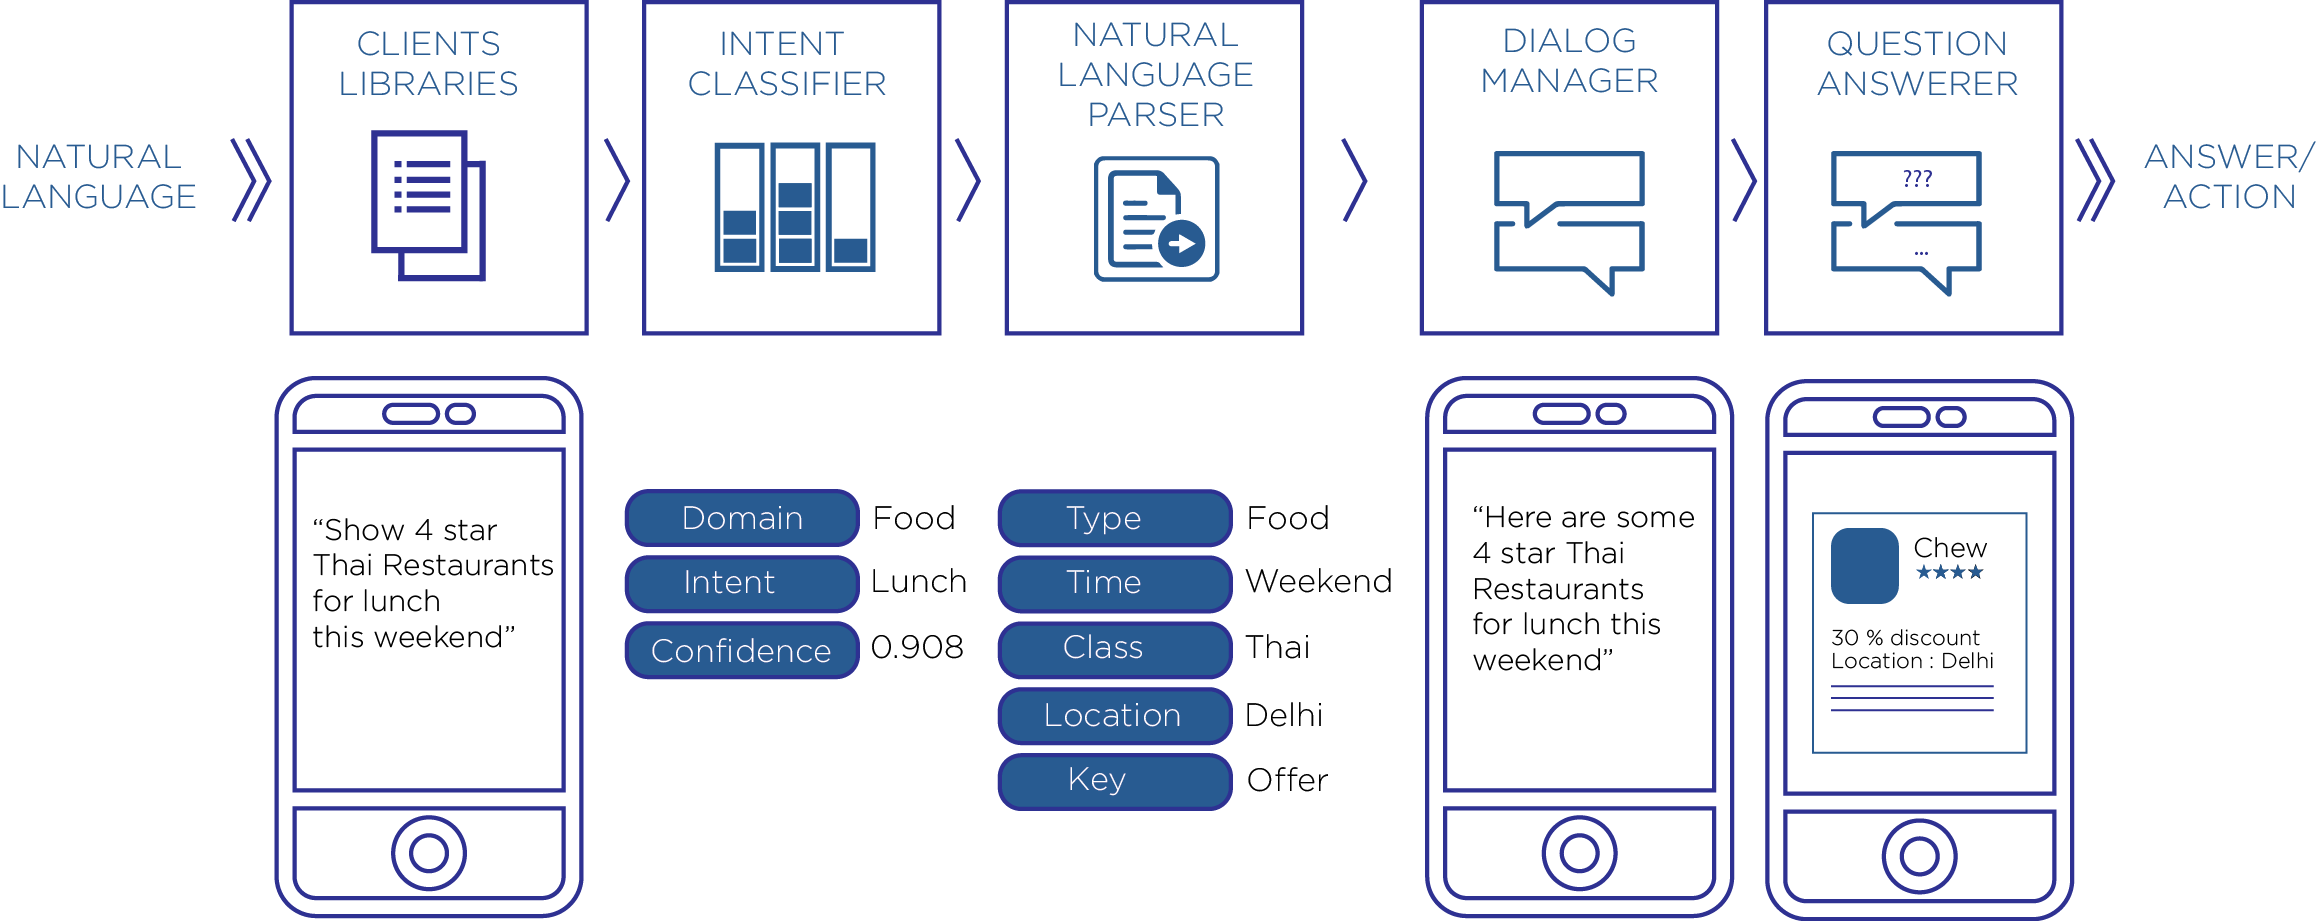 NATURAL
LANGUAGE
CLIENTS
LIBRARIES
INTENT
CLASSIFIER
NATURAL
LANGUAGE
PARSER
DIALOG
MANAGER
QUESTION
ANSWERER
???
...
ANSWER/
ACTION
“Show 4 star
Thai Restaurants
for lunch
this weekend”
Domain Food
Intent Lunch
Confidence 0.908
Type Food
Time Weekend
Class Thai
Location Delhi
Key Offer
“Here are some
4 star Thai
Restaurants
for lunch this
weekend”
Chew
★★★★
30 % discount
Location : Delhi